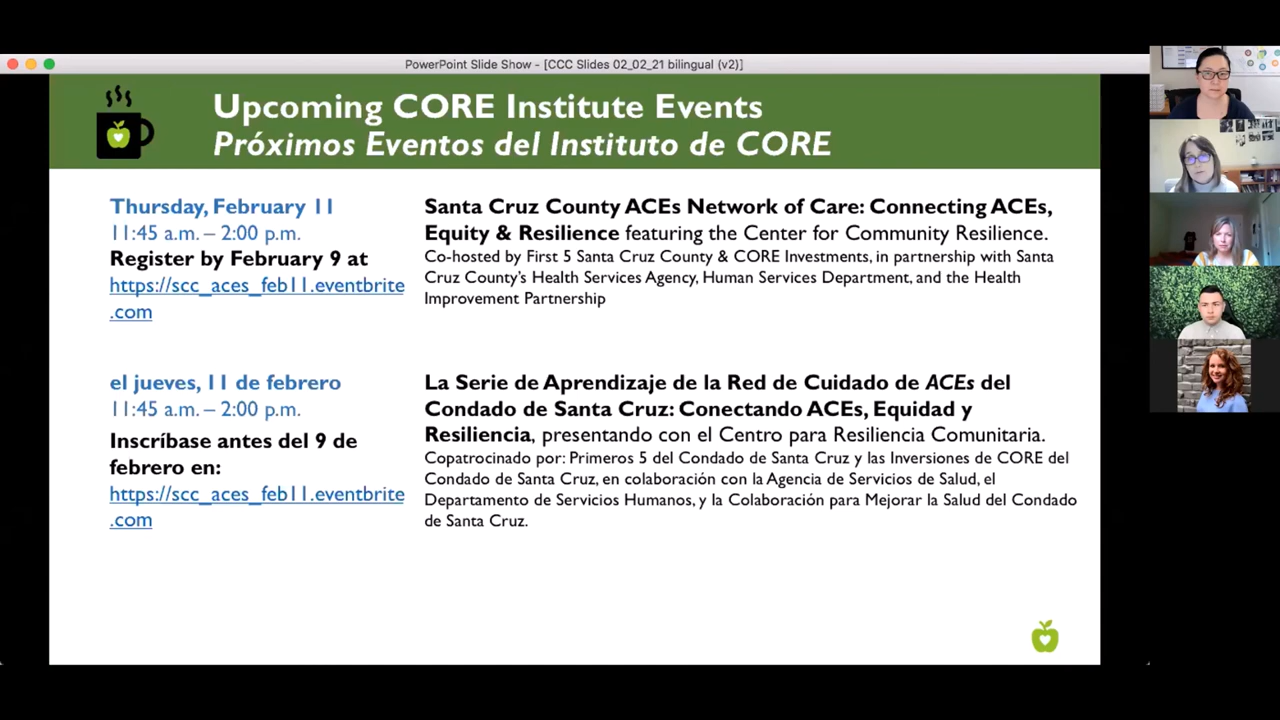 PowerPoint Slide Show - [CCC Slides 02_02_21 bilingual (v2)]
Upcoming CORE Institute Events
Próximos Eventos del Instituto de CORE
Thursday, February 11
11:45 a.m. – 2:00 p.m.
Register by February 9 at
https://scc_aces_feb11.eventbrite
.com
Santa Cruz County ACEs Network of Care: Connecting ACEs,
Equity & Resilience featuring the Center for Community Resilience.
Co-hosted by First 5 Santa Cruz County & CORE Investments, in partnership with Santa
Cruz County's Health Services Agency, Human Services Department, and the Health
Improvement Partnership
el jueves, 11 de febrero
11:45 a.m. – 2:00 p.m.
Inscríbase antes del 9 de
febrero en:
https://scc_aces_feb11.eventbrite
.com
La Serie de Aprendizaje de la Red de Cuidado de ACEs del
Condado de Santa Cruz: Conectando ACEs, Equidad y
Resiliencia, presentando con el Centro para Resiliencia Comunitaria.
Copatrocinado por: Primeros 5 del Condado de Santa Cruz y las Inversiones de CORE del
Condado de Santa Cruz, en colaboración con la Agencia de Servicios de Salud, el
Departamento de Servicios Humanos, y la Colaboración para Mejorar la Salud del Condado
de Santa Cruz.